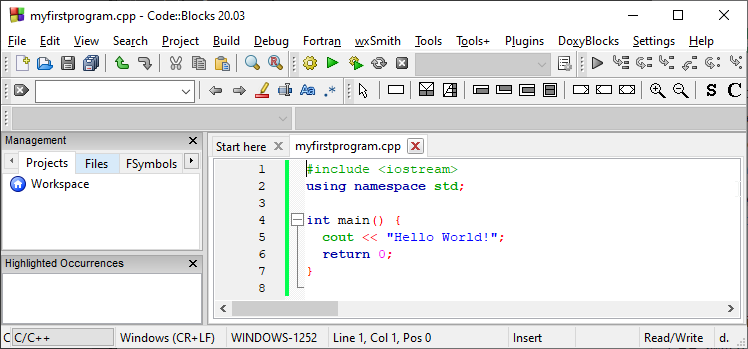 myfirstprogram.cpp - Code::Blocks 20.03
File Edit View Search Project Build Debug Fortran wxSmith Tools Tools+ Plugins DoxyBlocks Settings Help
Aa .*
S C
Management
Projects Files FSymbols
Workspace
Highlighted Occurrences
Start here myfirstprogram.cpp
1 #include <iostream>
2 using namespace std;
3
4 int main() {
5 cout << "Hello World!";
6 return 0;
7 }
8
C C/C++ Windows (CR+LF) WINDOWS-1252 Line 1, Col 1, Pos 0 Insert Read/Write d.